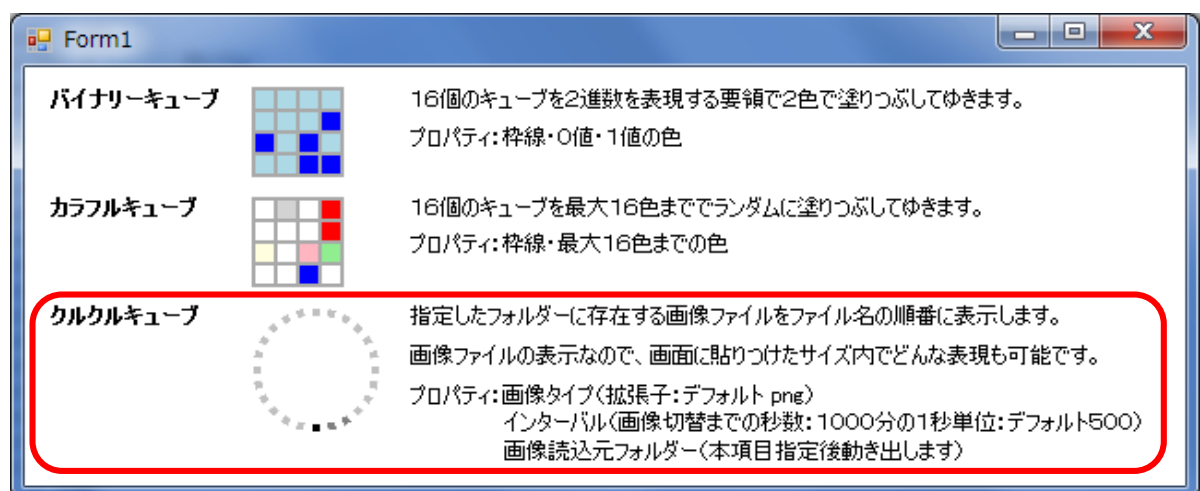 Form1
バイナリーキューブ
16個のキューブを2進数を表現する要領で2色で塗りつぶしてゆきます。
プロパティ:枠線・0値・1値の色
カラフルキューブ
16個のキューブを最大16色まででランダムに塗りつぶしてゆきます。
プロパティ:枠線・最大16色までの色
クルクルキューブ
指定したフォルダーに存在する画像ファイルをファイル名の順番に表示します。
画像ファイルの表示なので、画面に貼りつけたサイズ内でどんな表現も可能です。
プロパティ:画像タイプ(拡張子:デフォルト png)
インターバル(画像切替までの秒数:1000分の1秒単位:デフォルト500)
画像読込元フォルダー(本項目指定後動き出します)